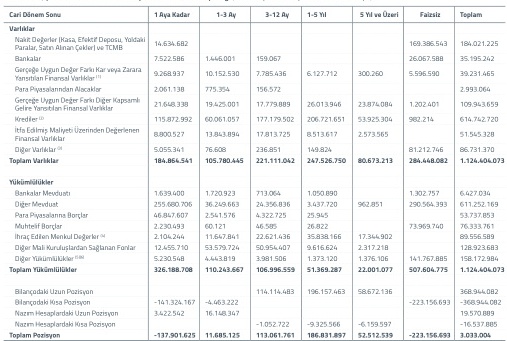 Cari Dönem Sonu 1 Aya Kadar 1-3 Ay 3-12 Ay 1-5 Yıl 5 Yıl ve Üzeri Faizsiz Toplam
Varlıklar
Nakit Değerler (Kasa, Efektif Deposu, Yoldaki
Paralar, Satın Alınan Çekler) ve TCMB 14.634.682 169.386.543 184.021.225
Bankalar 7.522.586 1.446.001 159.067 26.067.588 35.195.242
Gerçeğe Uygun Değer Farkı Kar veya Zarara
Yansıtılan Finansal Varlıklar (1) 9.268.937 10.152.530 7.785.436 6.127.712 300.260 5.596.590 39.231.465
Para Piyasalarından Alacaklar 2.061.138 775.354 156.572 2.993.064
Gerçeğe Uygun Değer Farkı Diğer Kapsamlı
Gelire Yansıtılan Finansal Varlıklar 21.648.338 19.425.001 17.779.889 26.013.946 23.874.084 1.202.401 109.943.659
Krediler (2) 115.872.992 60.061.057 177.179.502 206.721.651 53.925.304 982.214 614.742.720
İtfa Edilmiş Maliyeti Üzerinden Değerlenen
Finansal Varlıklar 8.800.527 13.843.894 17.813.725 8.513.617 2.573.565 51.545.328
Diğer Varlıklar (3) 5.055.341 76.608 236.851 149.824 81.212.746 86.731.370
Toplam Varlıklar 184.864.541 105.780.445 221.111.042 247.526.750 80.673.213 284.448.082 1.124.404.073
Yükümlülükler
Bankalar Mevduatı 1.639.400 1.720.923 713.064 1.050.890 1.302.757 6.427.034
Diğer Mevduat 255.680.706 36.249.663 24.356.836 3.437.720 962.851 290.564.393 611.252.169
Para Piyasalarına Borçlar 46.847.607 2.541.576 4.322.725 25.945 53.737.853
Muhtelif Borçlar 2.230.493 60.121 46.585 26.822 73.969.740 76.333.761
İhraç Edilen Menkul Değerler (4) 2.104.244 11.647.841 22.621.436 35.838.166 17.344.902 89.556.589
Diğer Mali Kuruluşlardan Sağlanan Fonlar 12.455.710 53.579.724 50.954.407 9.616.624 2.317.218 128.923.683
Diğer Yükümlülükler 5.230.548 4.443.819 3.981.506 1.373.120 1.376.106 141.767.885 158.172.984
Toplam Yükümlülükler 326.188.708 110.243.667 106.996.559 51.369.287 22.001.077 507.604.775 1.124.404.073
Bilançodaki Uzun Pozisyon 114.114.483 196.157.463 58.672.136 368.944.082
Bilançodaki Kısa Pozisyon -141.324.167 -4.463.222 -223.156.693 -368.944.082
Nazım Hesaplardaki Uzun Pozisyon 3.422.542 16.148.347 19.570.889
Nazım Hesaplardaki Kısa Pozisyon -1.052.722 -9.325.566 -6.159.597 -16.537.885
Toplam Pozisyon -137.901.625 11.685.125 113.061.761 186.831.897 52.512.539 -223.156.693 3.033.004